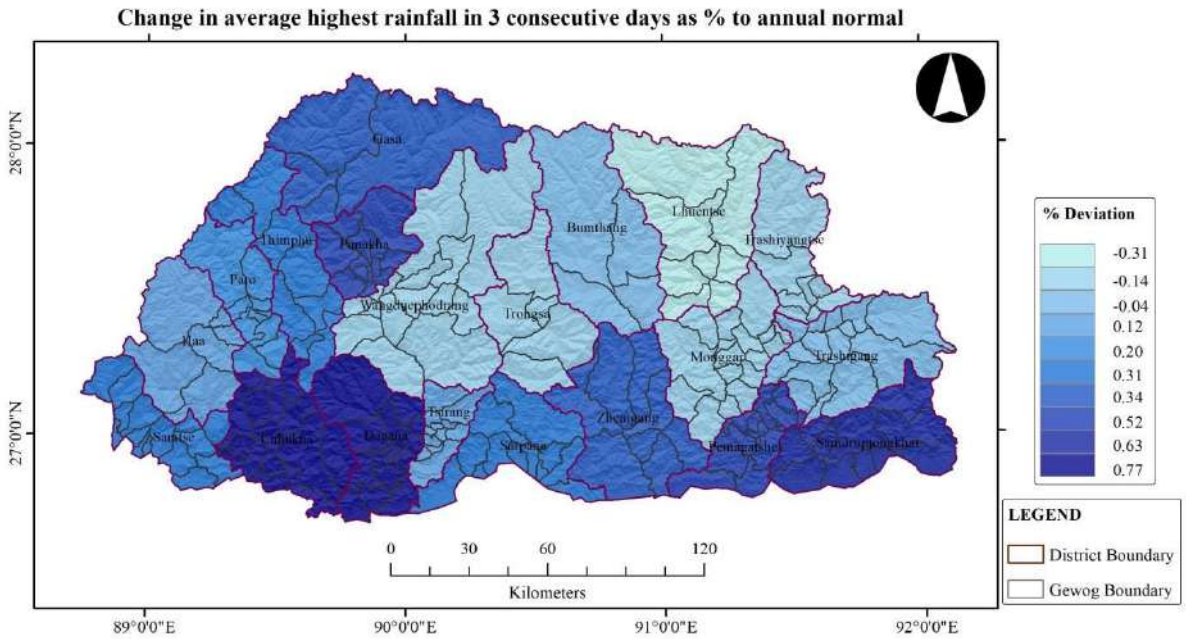 Change in average highest rainfall in 3 consecutive days as % to annual normal
28°0'0"N
27°0'0"N
Gasa
Thimphu
Punakha
Paro
Haa
Wangduephodrang
Trongsa
Bumthang
Lhuentse
Trashiyangtse
Monggar
Trashigang
Samtse
Chhukha
Dagana
Tsirang
Sarpang
Zhemgang
Pemagatshel
Samdrupjongkhar
% Deviation
-0.31
-0.14
-0.04
0.12
0.20
0.31
0.34
0.52
0.63
0.77
LEGEND
District Boundary
Gewog Boundary
0 30 60 120
Kilometers
89°0'0"E 90°0'0"E 91°0'0"E 92°0'0"E